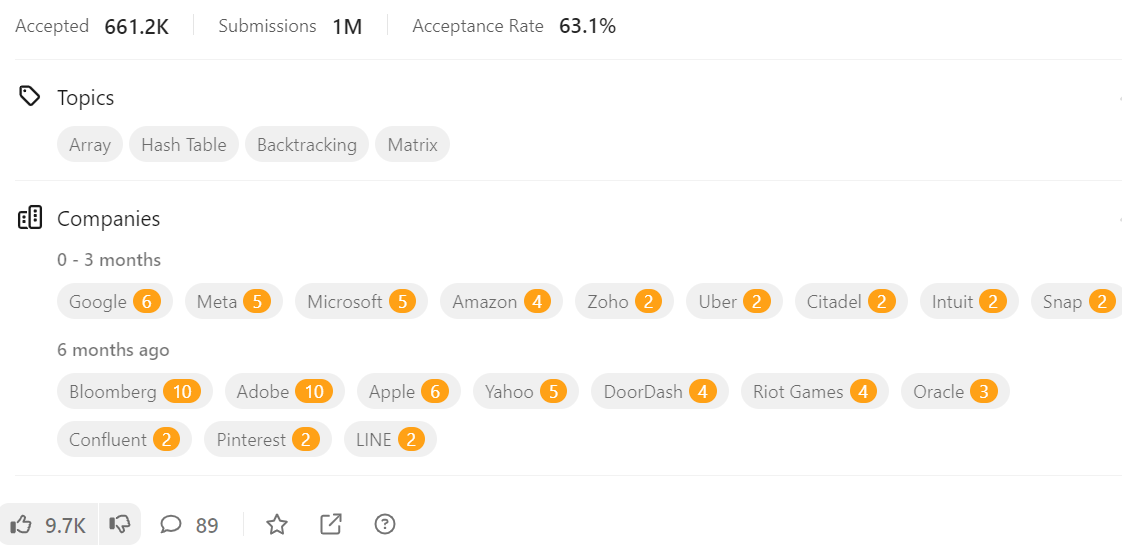 Accepted 661.2K Submissions 1M Acceptance Rate 63.1%
Topics
Array Hash Table Backtracking Matrix
Companies
0 - 3 months
Google 6 Meta 5 Microsoft 5 Amazon 4 Zoho 2 Uber 2 Citadel 2 Intuit 2 Snap 2
6 months ago
Bloomberg 10 Adobe 10 Apple 6 Yahoo 5 DoorDash 4 Riot Games 4 Oracle 3
Confluent 2 Pinterest 2 LINE 2
9.7K 89